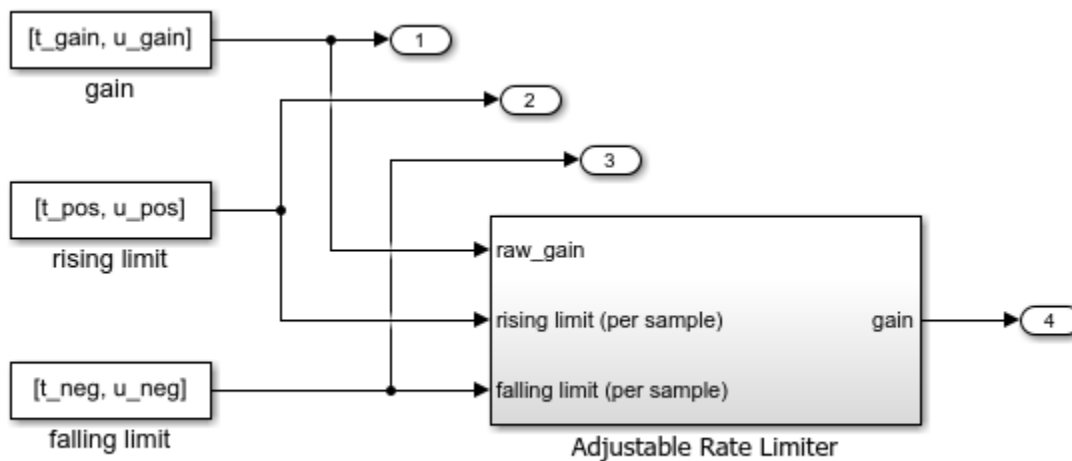 [t_gain, u_gain]
gain
1
2
3
[t_pos, u_pos]
rising limit
raw_gain
rising limit (per sample)
gain
4
[t_neg, u_neg]
falling limit
falling limit (per sample)
Adjustable Rate Limiter